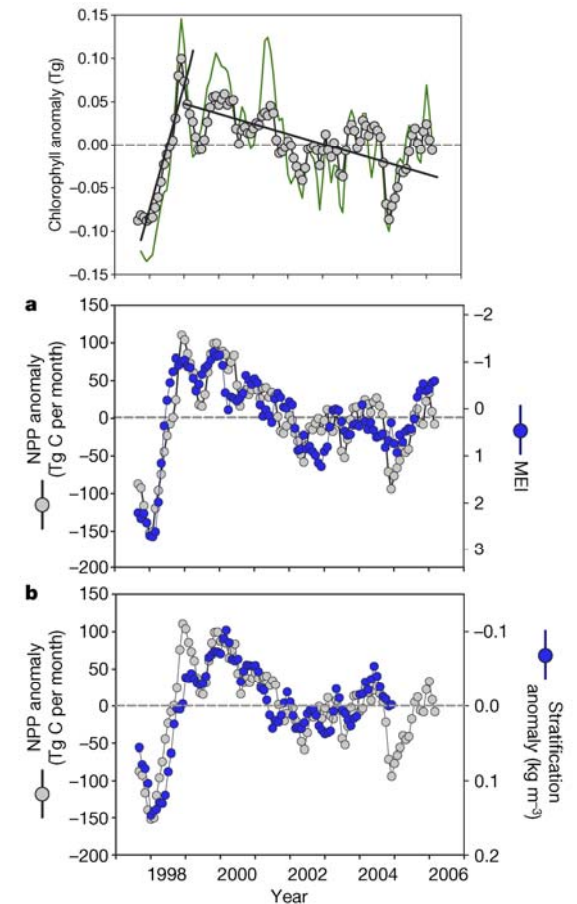 0.15
0.10
0.05
0.00
−0.05
−0.10
−0.15
Chlorophyll anomaly (Tg)
a
150
100
50
0
−50
−100
−150
−200
NPP anomaly
(Tg C per month)
−2
−1
0
1
2
3
MEI
b
150
100
50
0
−50
−100
−150
−200
NPP anomaly
(Tg C per month)
−0.1
0.0
0.1
0.2
Stratification
anomaly (kg m⁻³)
1998 2000 2002 2004 2006
Year